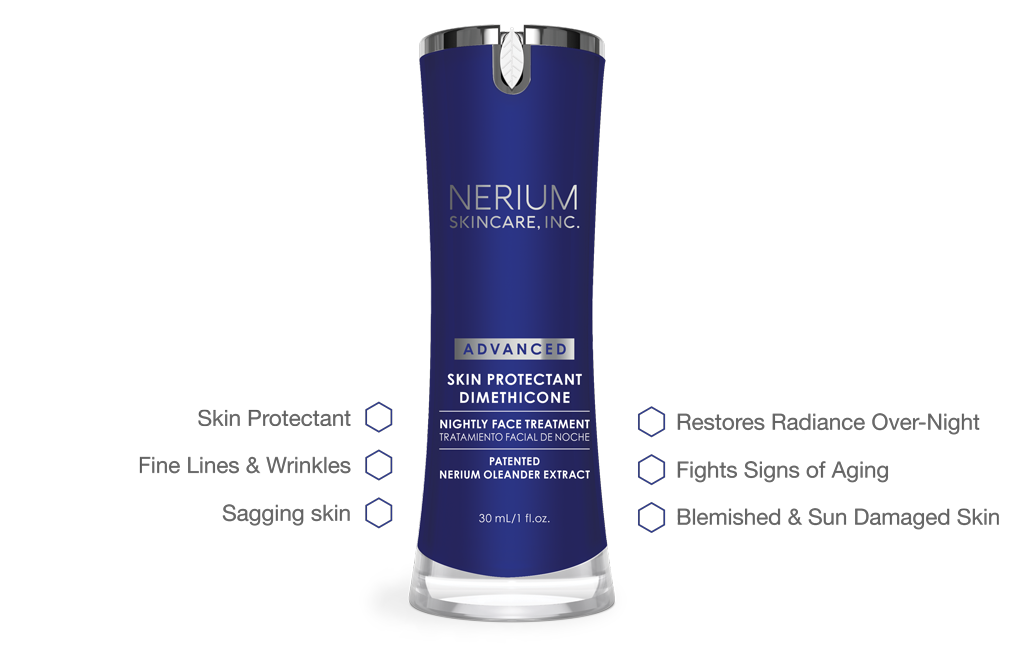 NERIUM
SKINCARE, INC.
ADVANCED
SKIN PROTECTANT
DIMETHICONE
NIGHTLY FACE TREATMENT
TRATAMIENTO FACIAL DE NOCHE
PATENTED
NERIUM OLEANDER EXTRACT
30 mL/1 fl.oz.
Skin Protectant
Fine Lines & Wrinkles
Sagging skin
Restores Radiance Over-Night
Fights Signs of Aging
Blemished & Sun Damaged Skin